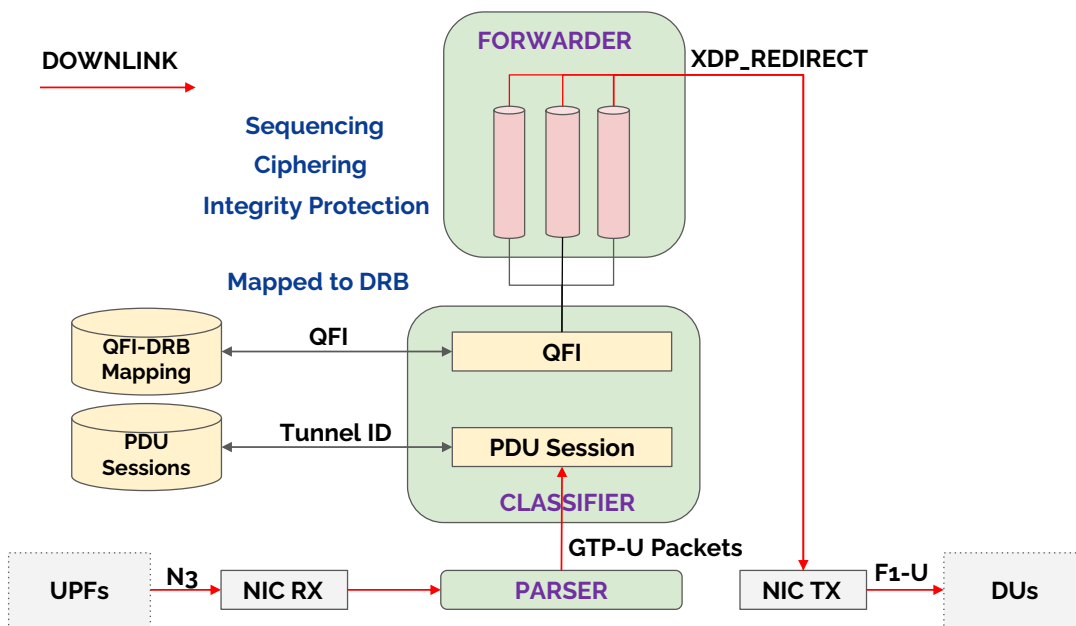 FORWARDER
DOWNLINK
XDP_REDIRECT
Sequencing
Ciphering
Integrity Protection
Mapped to DRB
QFI-DRB
Mapping
QFI
QFI
PDU
Sessions
Tunnel ID
PDU Session
CLASSIFIER
GTP-U Packets
UPFs
N3
NIC RX
PARSER
NIC TX
F1-U
DUs